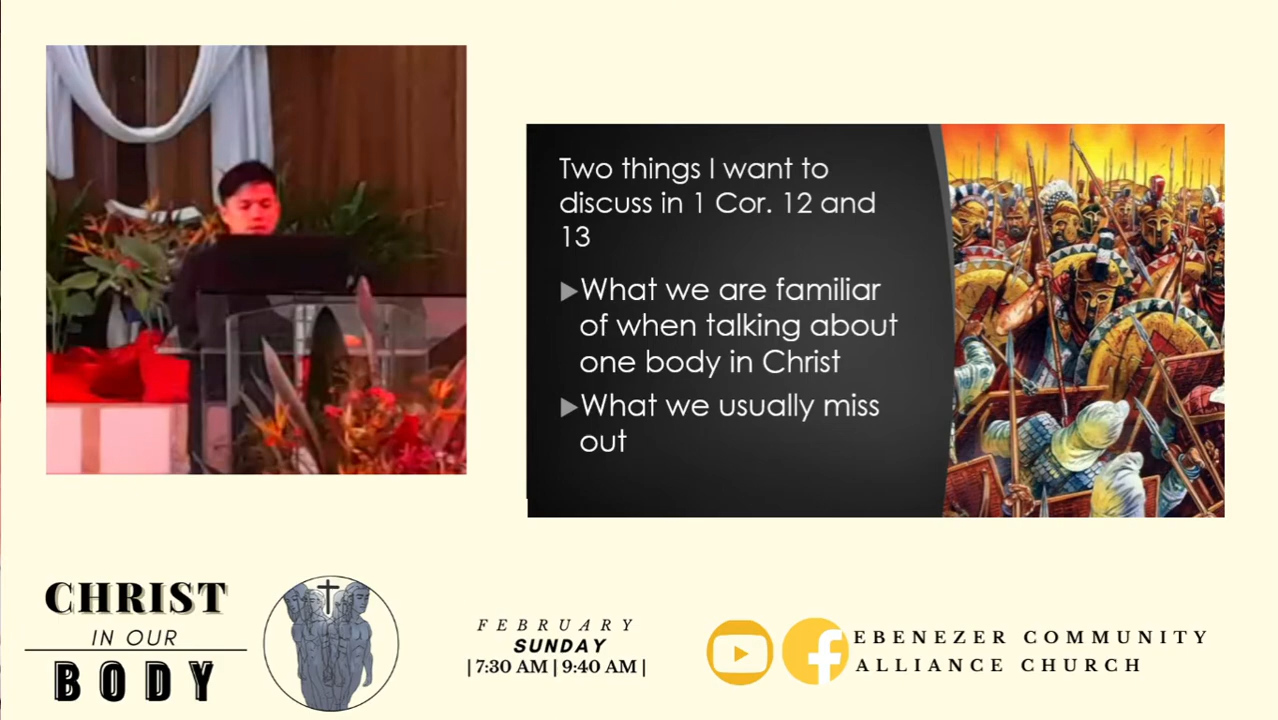 Two things I want to
discuss in 1 Cor. 12 and
13
What we are familiar
of when talking about
one body in Christ
What we usually miss
out
CHRIST
IN OUR
BODY
FEBRUARY
SUNDAY
| 7:30 AM | 9:40 AM |
EBENEZER COMMUNITY
ALLIANCE CHURCH